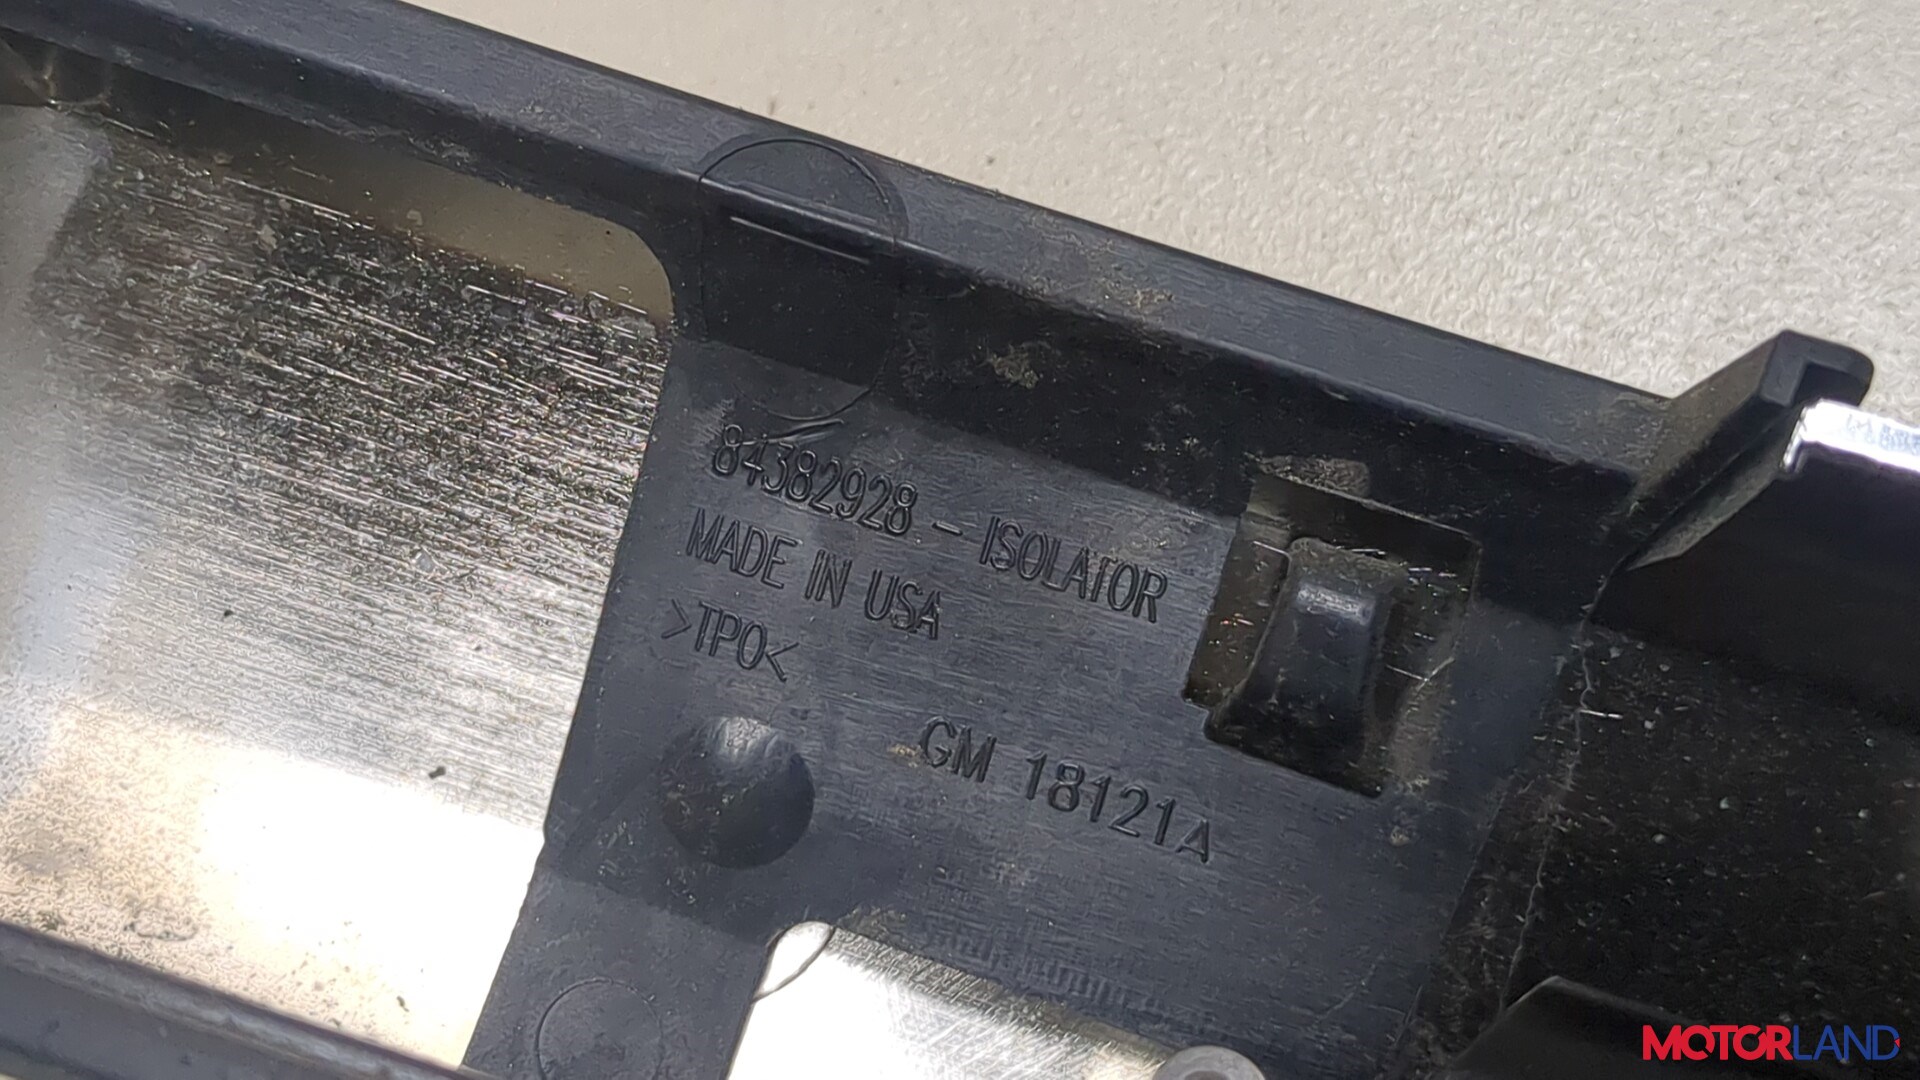 84382928 - ISOLATOR
MADE IN USA
>TPO<
GM 18121A
MOTORLAND